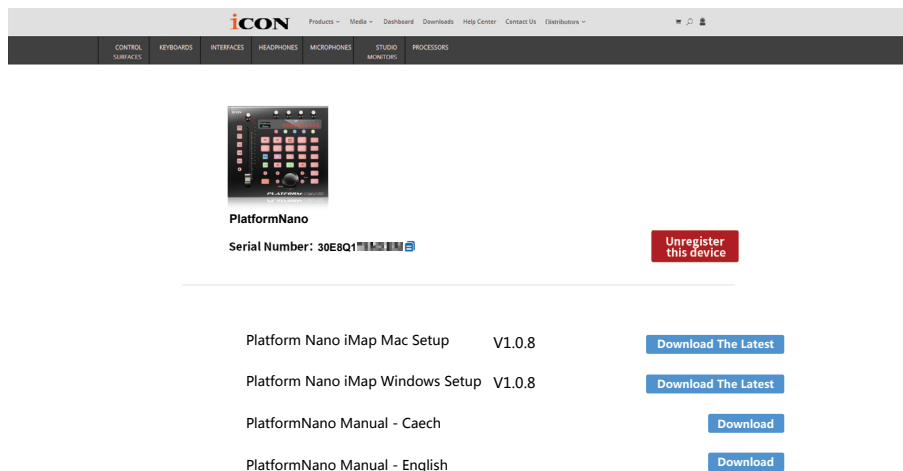 iCON
Products Media Dashboard Downloads Help Center Contact Us Distributors
CONTROL SURFACES KEYBOARDS INTERFACES HEADPHONES MICROPHONES STUDIO MONITORS PROCESSORS
PLATFORM
PlatformNano
Serial Number: 30E8Q1
Unregister
this device
Platform Nano iMap Mac Setup V1.0.8 Download The Latest
Platform Nano iMap Windows Setup V1.0.8 Download The Latest
PlatformNano Manual - Caech Download
PlatformNano Manual - English Download